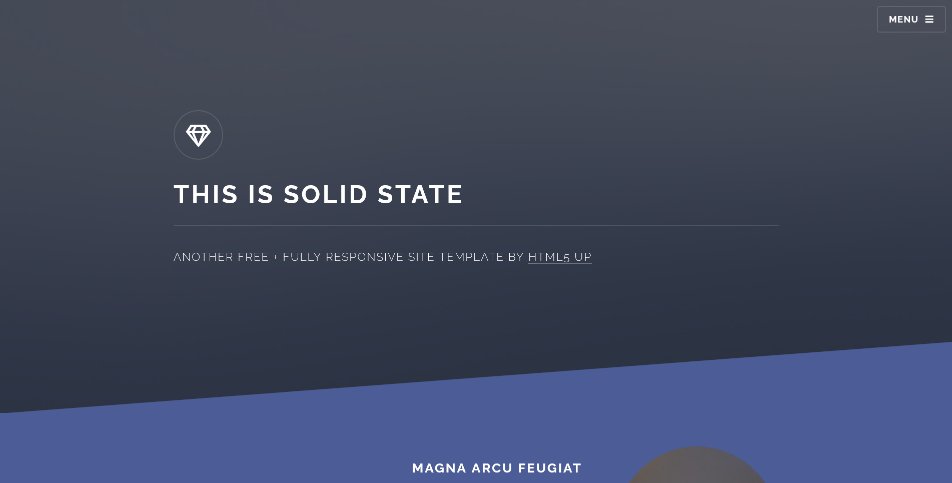 MENU
THIS IS SOLID STATE
ANOTHER FREE + FULLY RESPONSIVE SITE TEMPLATE BY HTML5 UP
MAGNA ARCU FEUGIAT